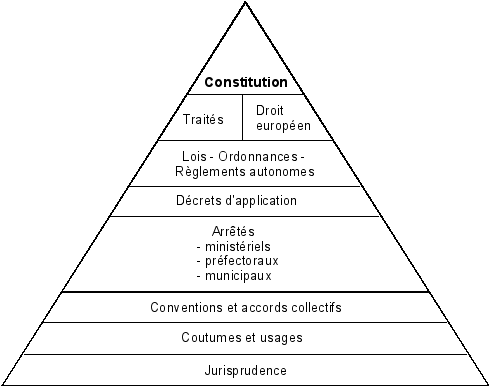 Constitution
Traités
Droit
européen
Lois - Ordonnances -
Règlements autonomes
Décrets d'application
Arrêtés
- ministériels
- préfectoraux
- municipaux
Conventions et accords collectifs
Coutumes et usages
Jurisprudence